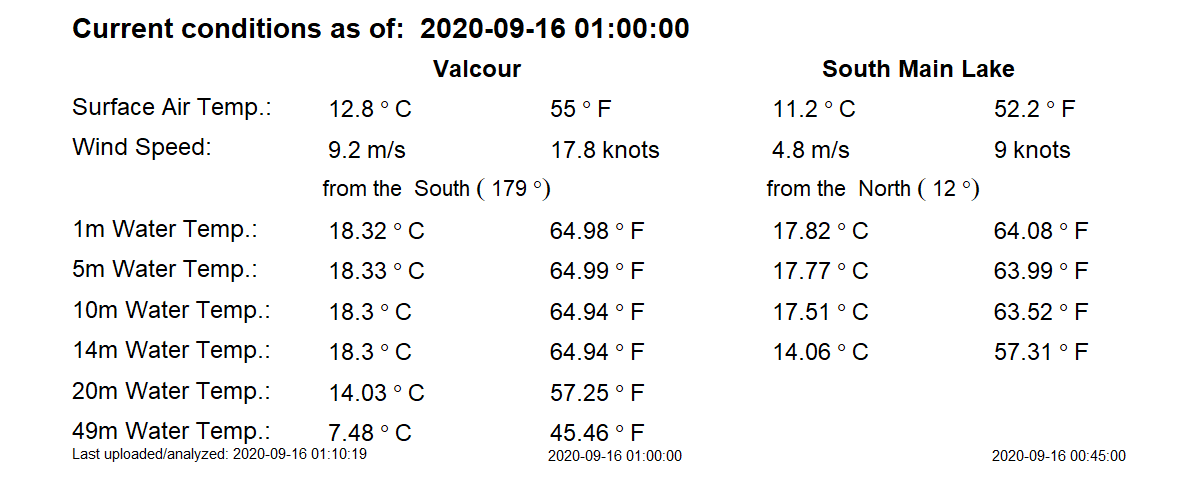 Current conditions as of: 2020-09-16 01:00:00
Valcour South Main Lake
Surface Air Temp.: 12.8 ° C 55 ° F 11.2 ° C 52.2 ° F
Wind Speed: 9.2 m/s 17.8 knots 4.8 m/s 9 knots
from the South ( 179 °) from the North ( 12 °)
1m Water Temp.: 18.32 ° C 64.98 ° F 17.82 ° C 64.08 ° F
5m Water Temp.: 18.33 ° C 64.99 ° F 17.77 ° C 63.99 ° F
10m Water Temp.: 18.3 ° C 64.94 ° F 17.51 ° C 63.52 ° F
14m Water Temp.: 18.3 ° C 64.94 ° F 14.06 ° C 57.31 ° F
20m Water Temp.: 14.03 ° C 57.25 ° F
49m Water Temp.: 7.48 ° C 45.46 ° F
Last uploaded/analyzed: 2020-09-16 01:10:19 2020-09-16 01:00:00 2020-09-16 00:45:00